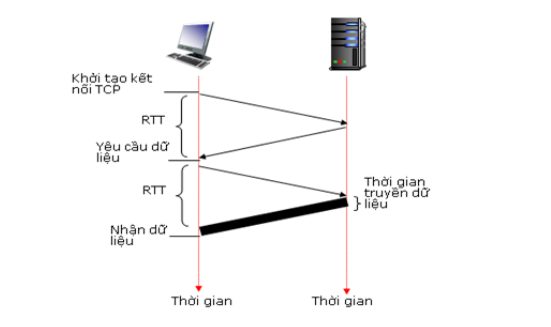 Khởi tạo kết
nối TCP
RTT
Yêu cầu dữ
liệu
RTT
Thời gian
truyền dữ
liệu
Nhận dữ
liệu
Thời gian
Thời gian